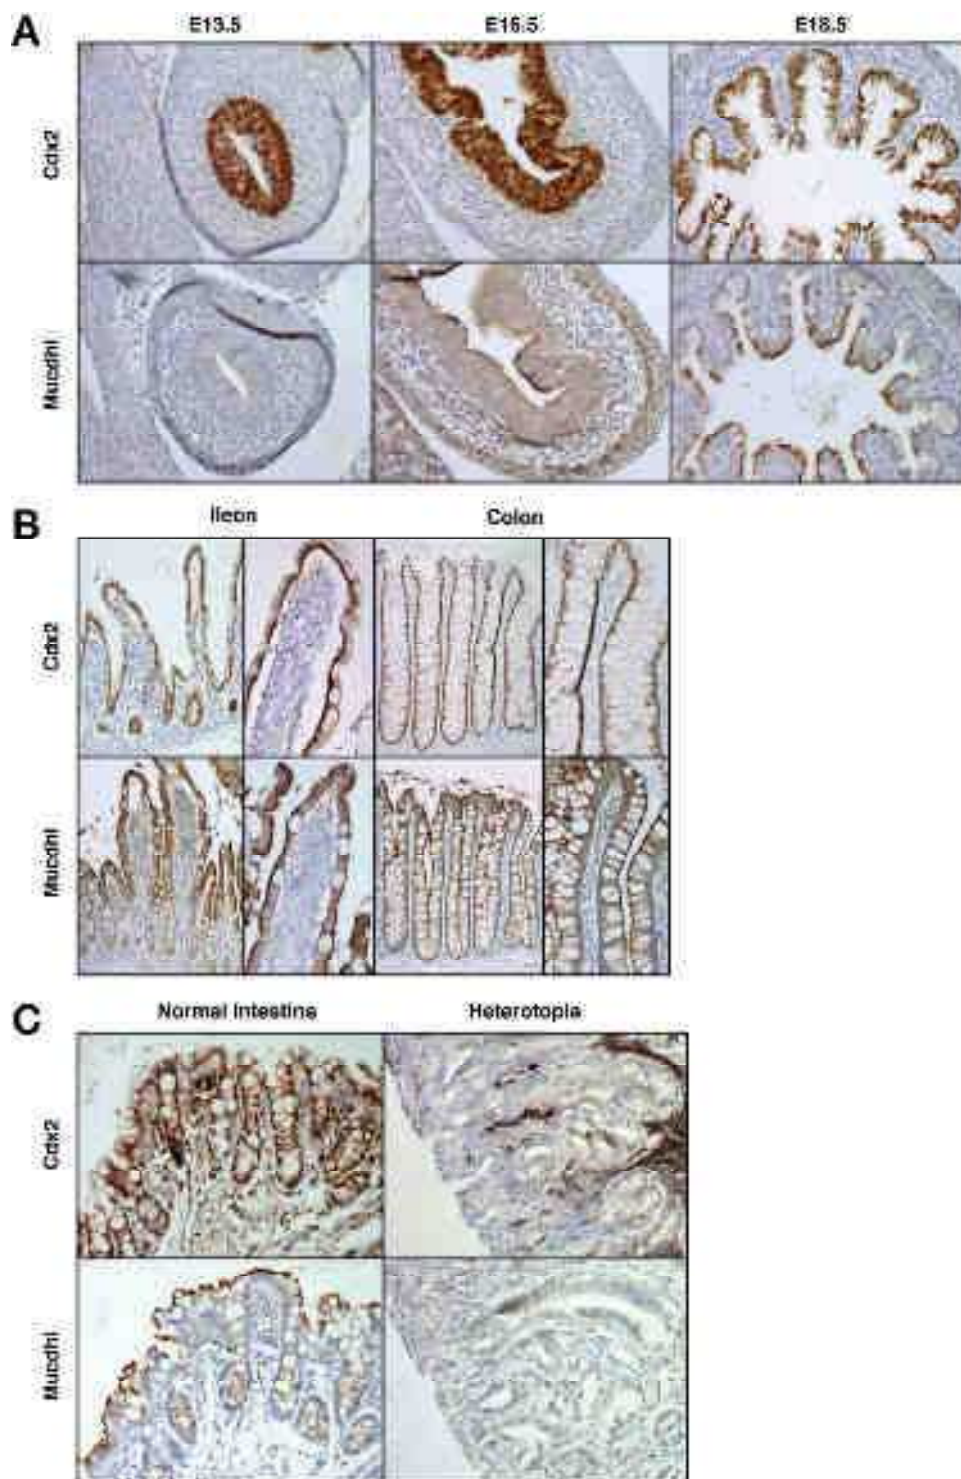 A
E13.5 E16.5 E18.5
Cdx2
Mucdhl
B
Ileon Colon
Cdx2
Mucdhl
C
Normal Intestine Heterotopia
Cdx2
Mucdhl